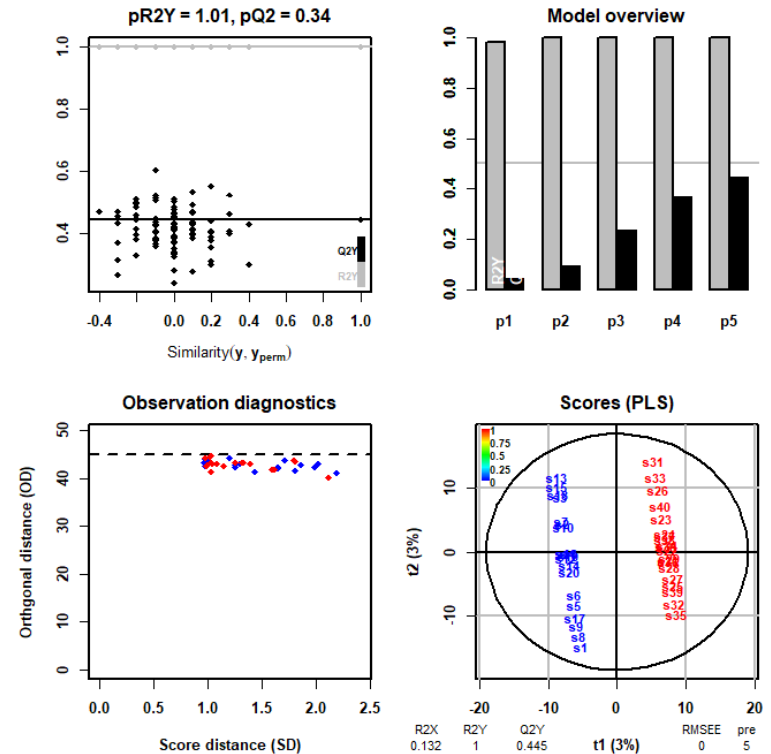 pR2Y = 1.01, pQ2 = 0.34
1.0
0.8
0.6
0.4
Q2Y
R2Y
-0.4 -0.2 0.0 0.2 0.4 0.6 0.8 1.0
Similarity(y, yperm)
Model overview
1.0
0.8
0.6
0.4
0.2
0.0
R2Y
p1 p2 p3 p4 p5
Observation diagnostics
50
40
30
20
10
0
Orthgonal distance (OD)
0.0 0.5 1.0 1.5 2.0 2.5
Score distance (SD)
Scores (PLS)
1
0.75
0.5
0.25
0
10
0
-10
t2 (3%)
s13
s15
s31
s33
s26
s40
s23
s14
s20
s28
s27
s6
s5
s32
s35
s17
s9
s8
s1
-20 -10 0 10 20
R2X R2Y Q2Y RMSEE pre
0.132 1 0.445 t1 (3%) 0 5